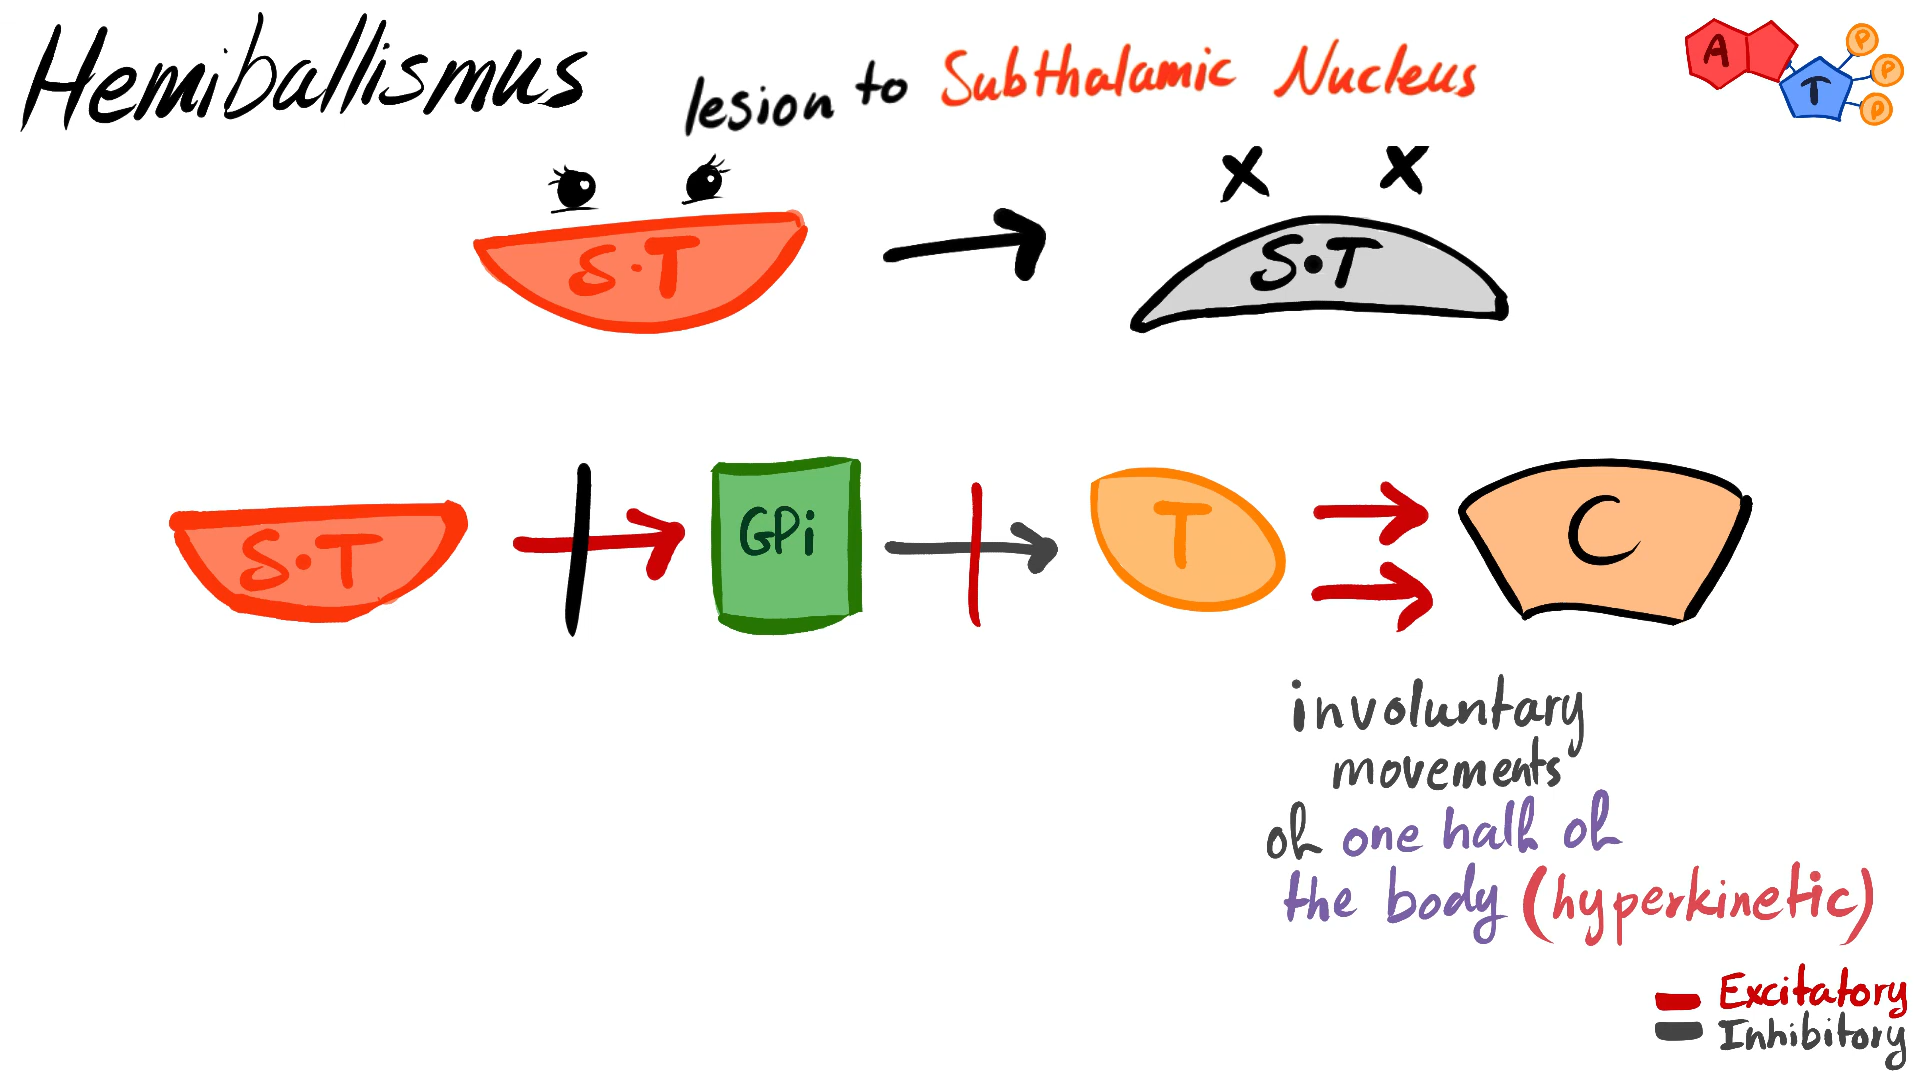 Hemiballismus
lesion to Subthalamic Nucleus
A T P P P
S.T
S.T
S.T
GPi
T
C
involuntary
movements
of one half of
the body (hyperkinetic)
Excitatory
Inhibitory